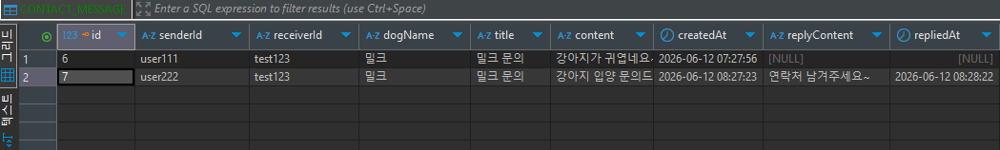 CONTACT-MESSAGE Enter a SQL expression to filter results (use Ctrl+Space)
그리드
텍스트
123 id A-Z senderId A-Z receiverId A-Z dogName A-Z title A-Z content createdAt A-Z replyContent repliedAt
1 6 user111 test123 밀크 밀크 문의 강아지가 귀엽네요~ 2026-06-12 07:27:56 [NULL] [NULL]
2 7 user222 test123 밀크 밀크 문의 강아지 입양 문의드 2026-06-12 08:27:23 연락처 남겨주세요~ 2026-06-12 08:28:22